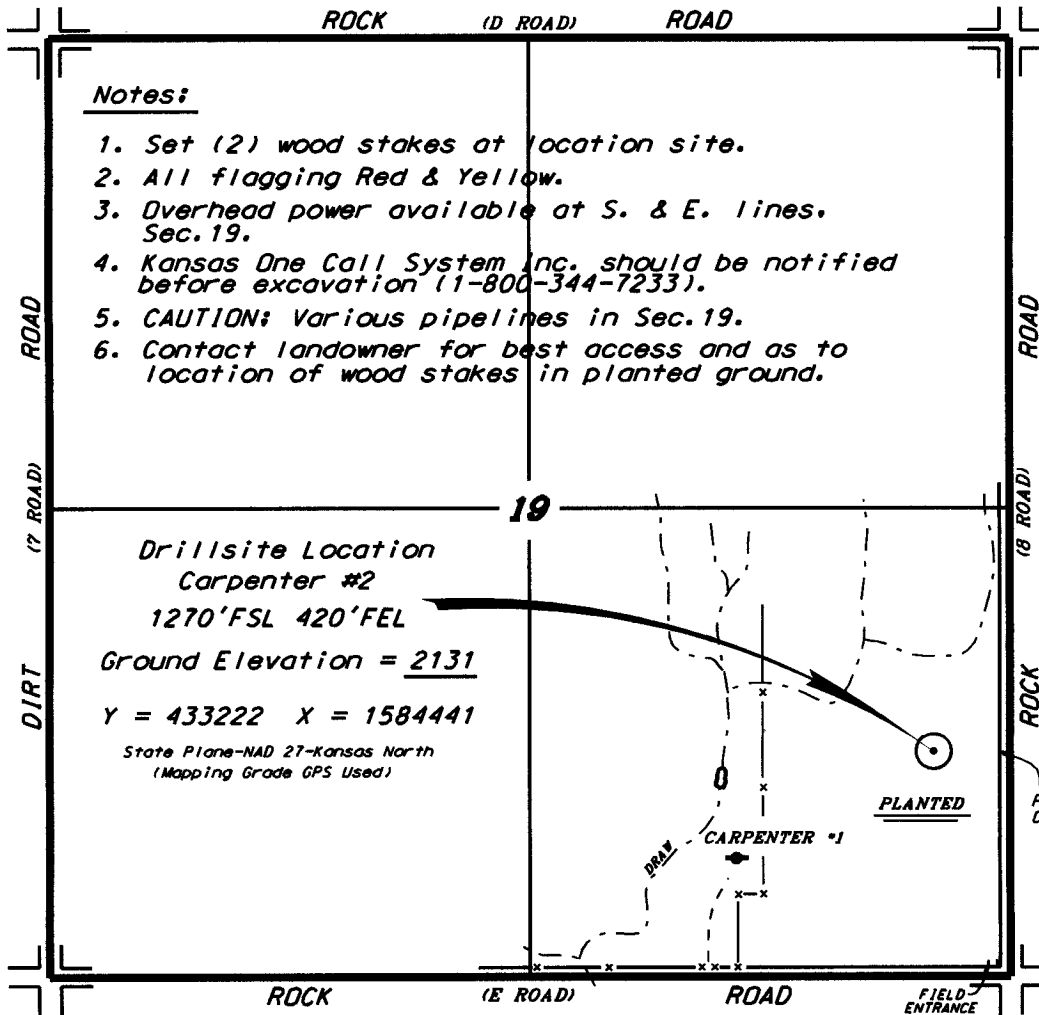 ROCK (D ROAD) ROAD
Notes:
1. Set (2) wood stakes at location site.
2. All flagging Red & Yellow.
3. Overhead power available at S. & E. lines.
Sec. 19.
4. Kansas One Call System Inc. should be notified
before excavation (1-800-344-7233).
5. CAUTION: Various pipelines in Sec. 19.
6. Contact landowner for best access and as to
location of wood stakes in planted ground.
ROAD
(7 ROAD)
DIRT
ROAD
(8 ROAD)
ROCK
19
Drillsite Location
Carpenter #2
1270'FSL 420'FEL
Ground Elevation = 2131
Y = 433222 X = 1584441
State Plane-NAD 27-Kansas North
(Mapping Grade GPS Used)
PLANTED
CARPENTER #1
DRAW
ROCK (E ROAD) ROAD
FIELD
ENTRANCE